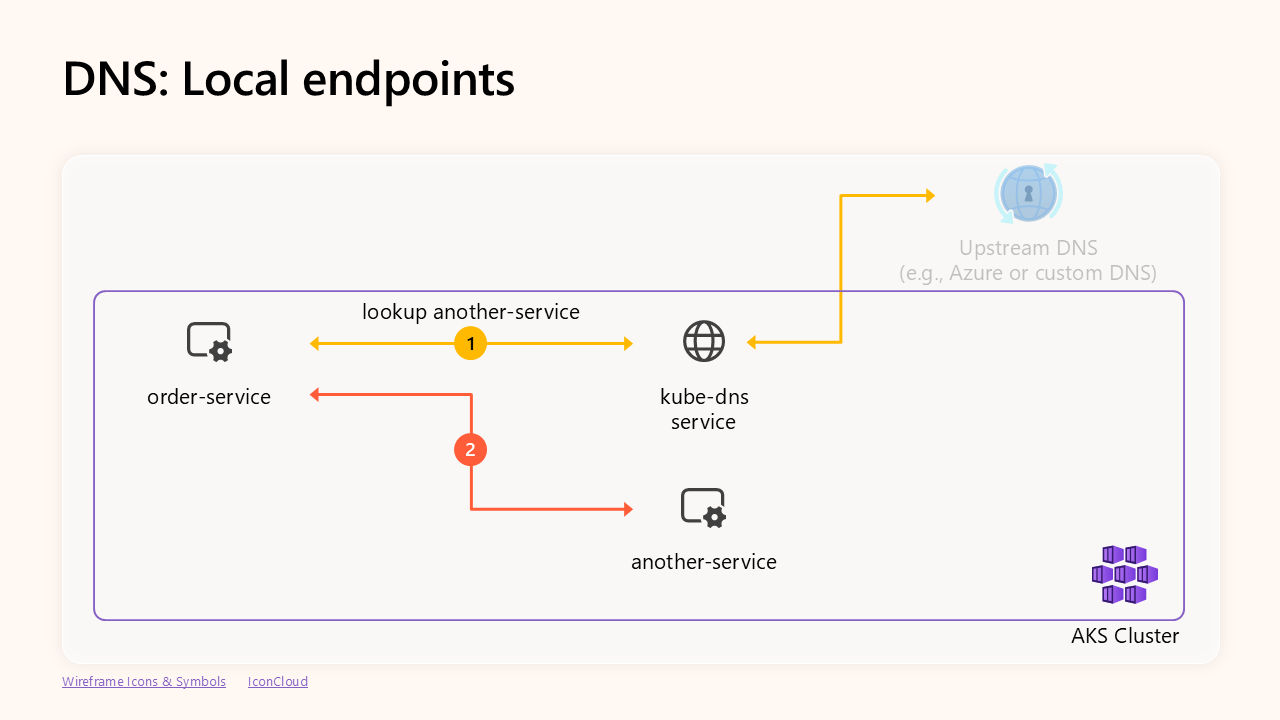 DNS: Local endpoints
Upstream DNS
(e.g., Azure or custom DNS)
lookup another-service
1
order-service
kube-dns
service
2
another-service
AKS Cluster
Wireframe Icons & Symbols
IconCloud